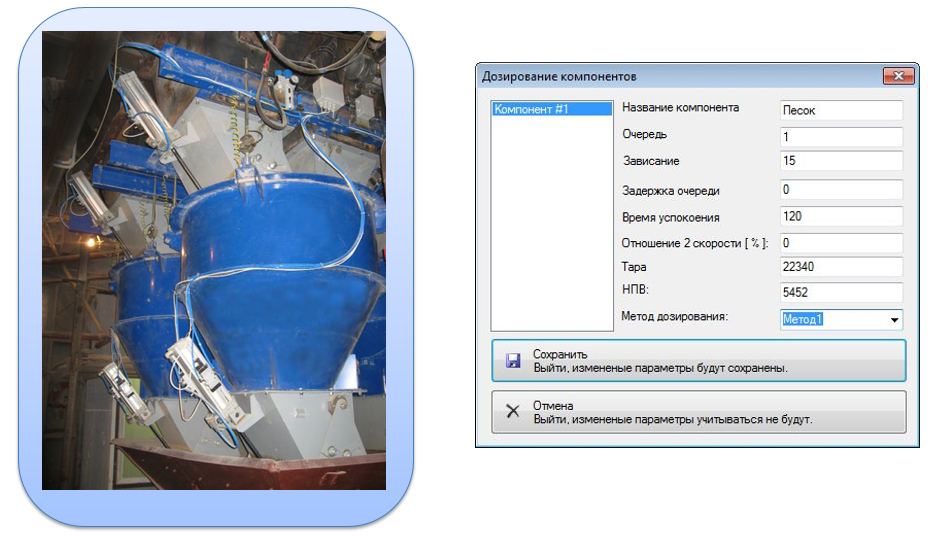 Дозирование компонентов
Компонент #1
Название компонента
Песок
Очередь
1
Зависание
15
Задержка очереди
0
Время успокоения
120
Отношение 2 скорости [ % ]:
0
Тара
22340
НПВ:
5452
Метод дозирования:
Метод1
Сохранить
Выйти, измененые параметры будут сохранены.
Отмена
Выйти, измененые параметры учитываться не будут.